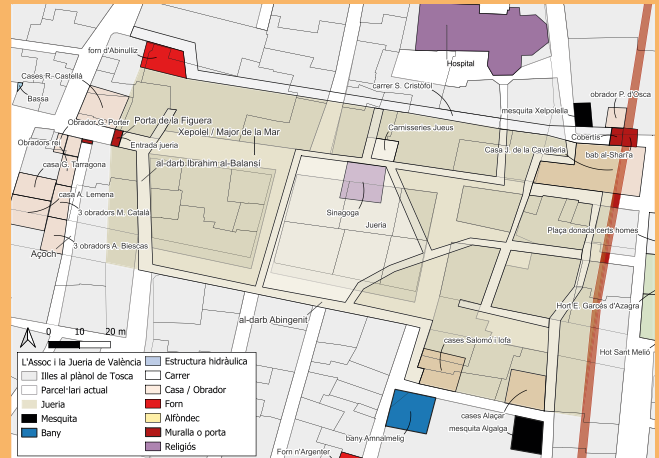 Hospital
forn d'Abinulliz
Cases R. Castellá
carrer S. Cristòfol
Bassa
obrador P. d'Osca
mesquita Xelpolella
Obrador G. Porter
Porta de la Figuera
Carnisseries Jueus
Xepolel / Major de la Mar
Cobertis
Obradors rei
Entrada jueria
Casa J. de la Cavalleria
bab al-Shari'a
casa G. Tarragona
al-darb Ibrahim al-Balansi
casa A. Lemena
3 obradors M. Català
Sinagoga
Jueria
Plaça donada certs homes
3 obradors A. Biescas
Açoch
Hort E. Garcés d'Azagra
al-darb Abingenit
0 10 20 m
cases Salomó i Iofa
Hot Sant Melió
L'Assoc i la Jueria de València
Illes al plànol de Tosca
Parcel·lari actual
Jueria
Mesquita
Bany
Estructura hidràulica
Carrer
Casa / Obrador
Forn
Alfòndec
Muralla o porta
Religiós
cases Alaçar
mesquita Algalga
bany Amnalmelig
Forn n'Argenter